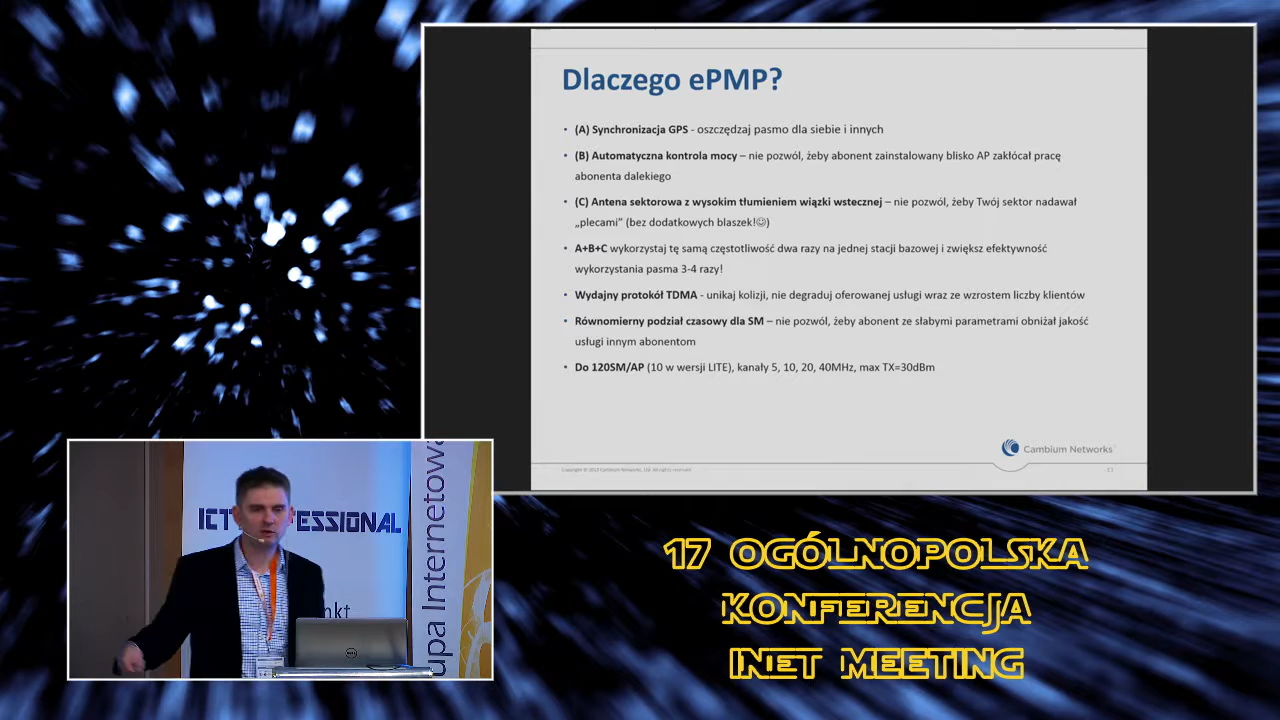 Dlaczego ePMP?
• (A) Synchronizacja GPS - oszczędzaj pasmo dla siebie i innych
• (B) Automatyczna kontrola mocy – nie pozwól, żeby abonent zainstalowany blisko AP zakłócał pracę
abonenta dalekiego
• (C) Antena sektorowa z wysokim tłumieniem wiązki wstecznej – nie pozwól, żeby Twój sektor nadawał
„plecami” (bez dodatkowych blaszek!☺)
• A+B+C wykorzystaj tę samą częstotliwość dwa razy na jednej stacji bazowej i zwiększ efektywność
wykorzystania pasma 3-4 razy!
• Wydajny protokół TDMA - unikaj kolizji, nie degraduj oferowanej usługi wraz ze wzrostem liczby klientów
• Równomierny podział czasowy dla SM – nie pozwól, żeby abonent ze słabymi parametrami obniżał jakość
usługi innym abonentom
• Do 120SM/AP (10 w wersji LITE), kanały 5, 10, 20, 40MHz, max TX=30dBm
Cambium Networks
ICT PROFESSIONAL
nkt
upa Internetowa
DELL
17 OGÓLNOPOLSKA
KONFERENCJA
INET MEETING